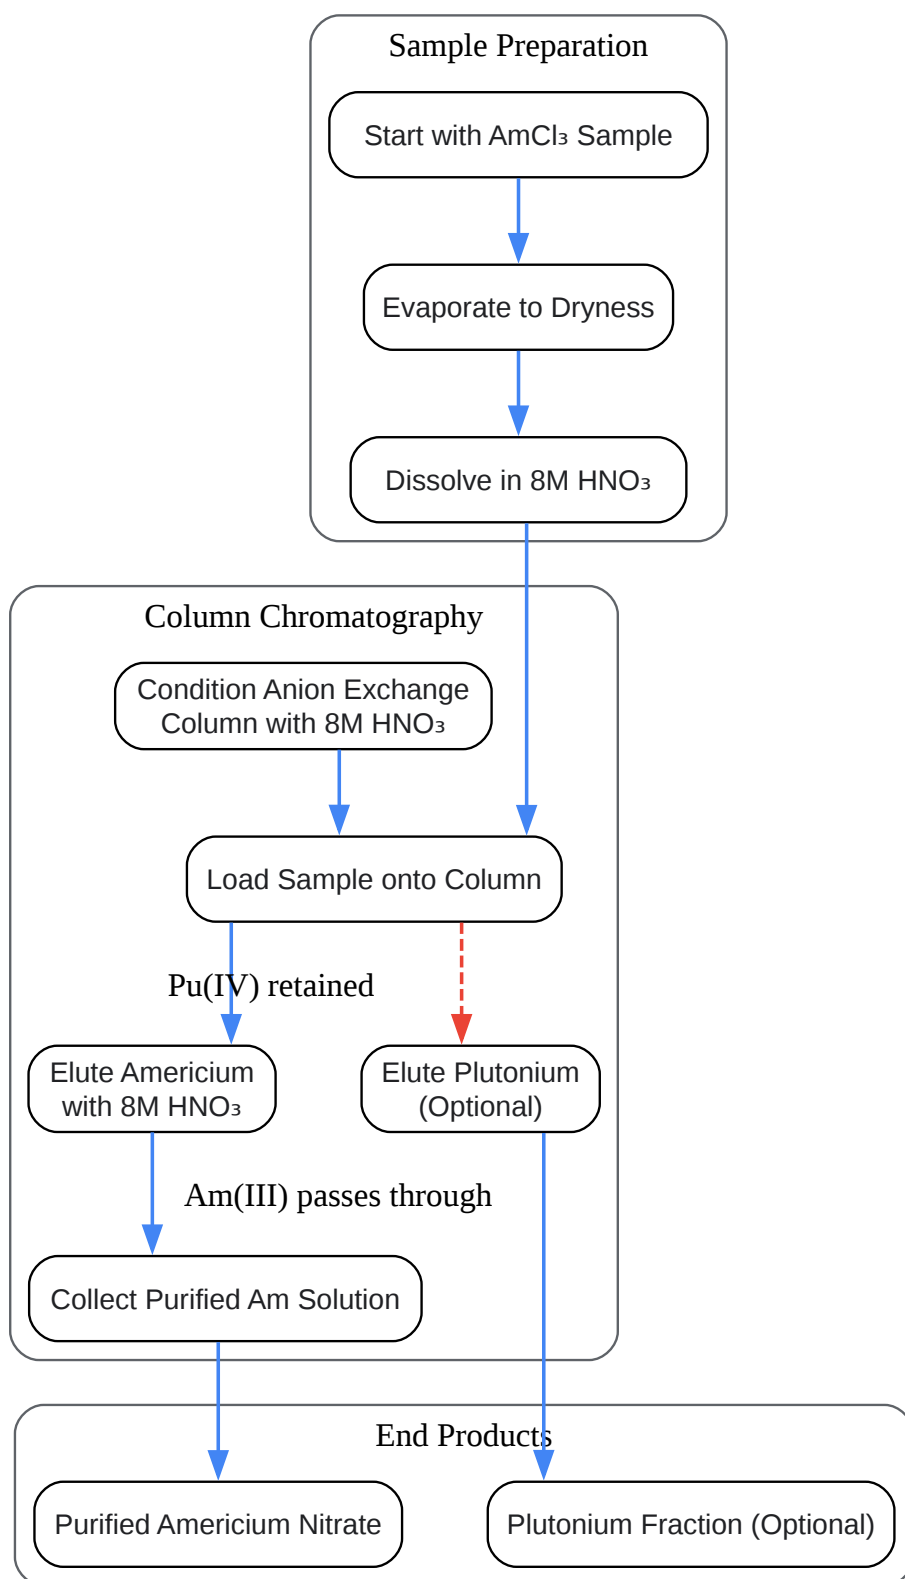 Sample Preparation
Start with AmCl₃ Sample
Evaporate to Dryness
Dissolve in 8M HNO₃
Column Chromatography
Condition Anion Exchange
Column with 8M HNO₃
Load Sample onto Column
Pu(IV) retained
Elute Americium
with 8M HNO₃
Elute Plutonium
(Optional)
Am(III) passes through
Collect Purified Am Solution
End Products
Purified Americium Nitrate
Plutonium Fraction (Optional)